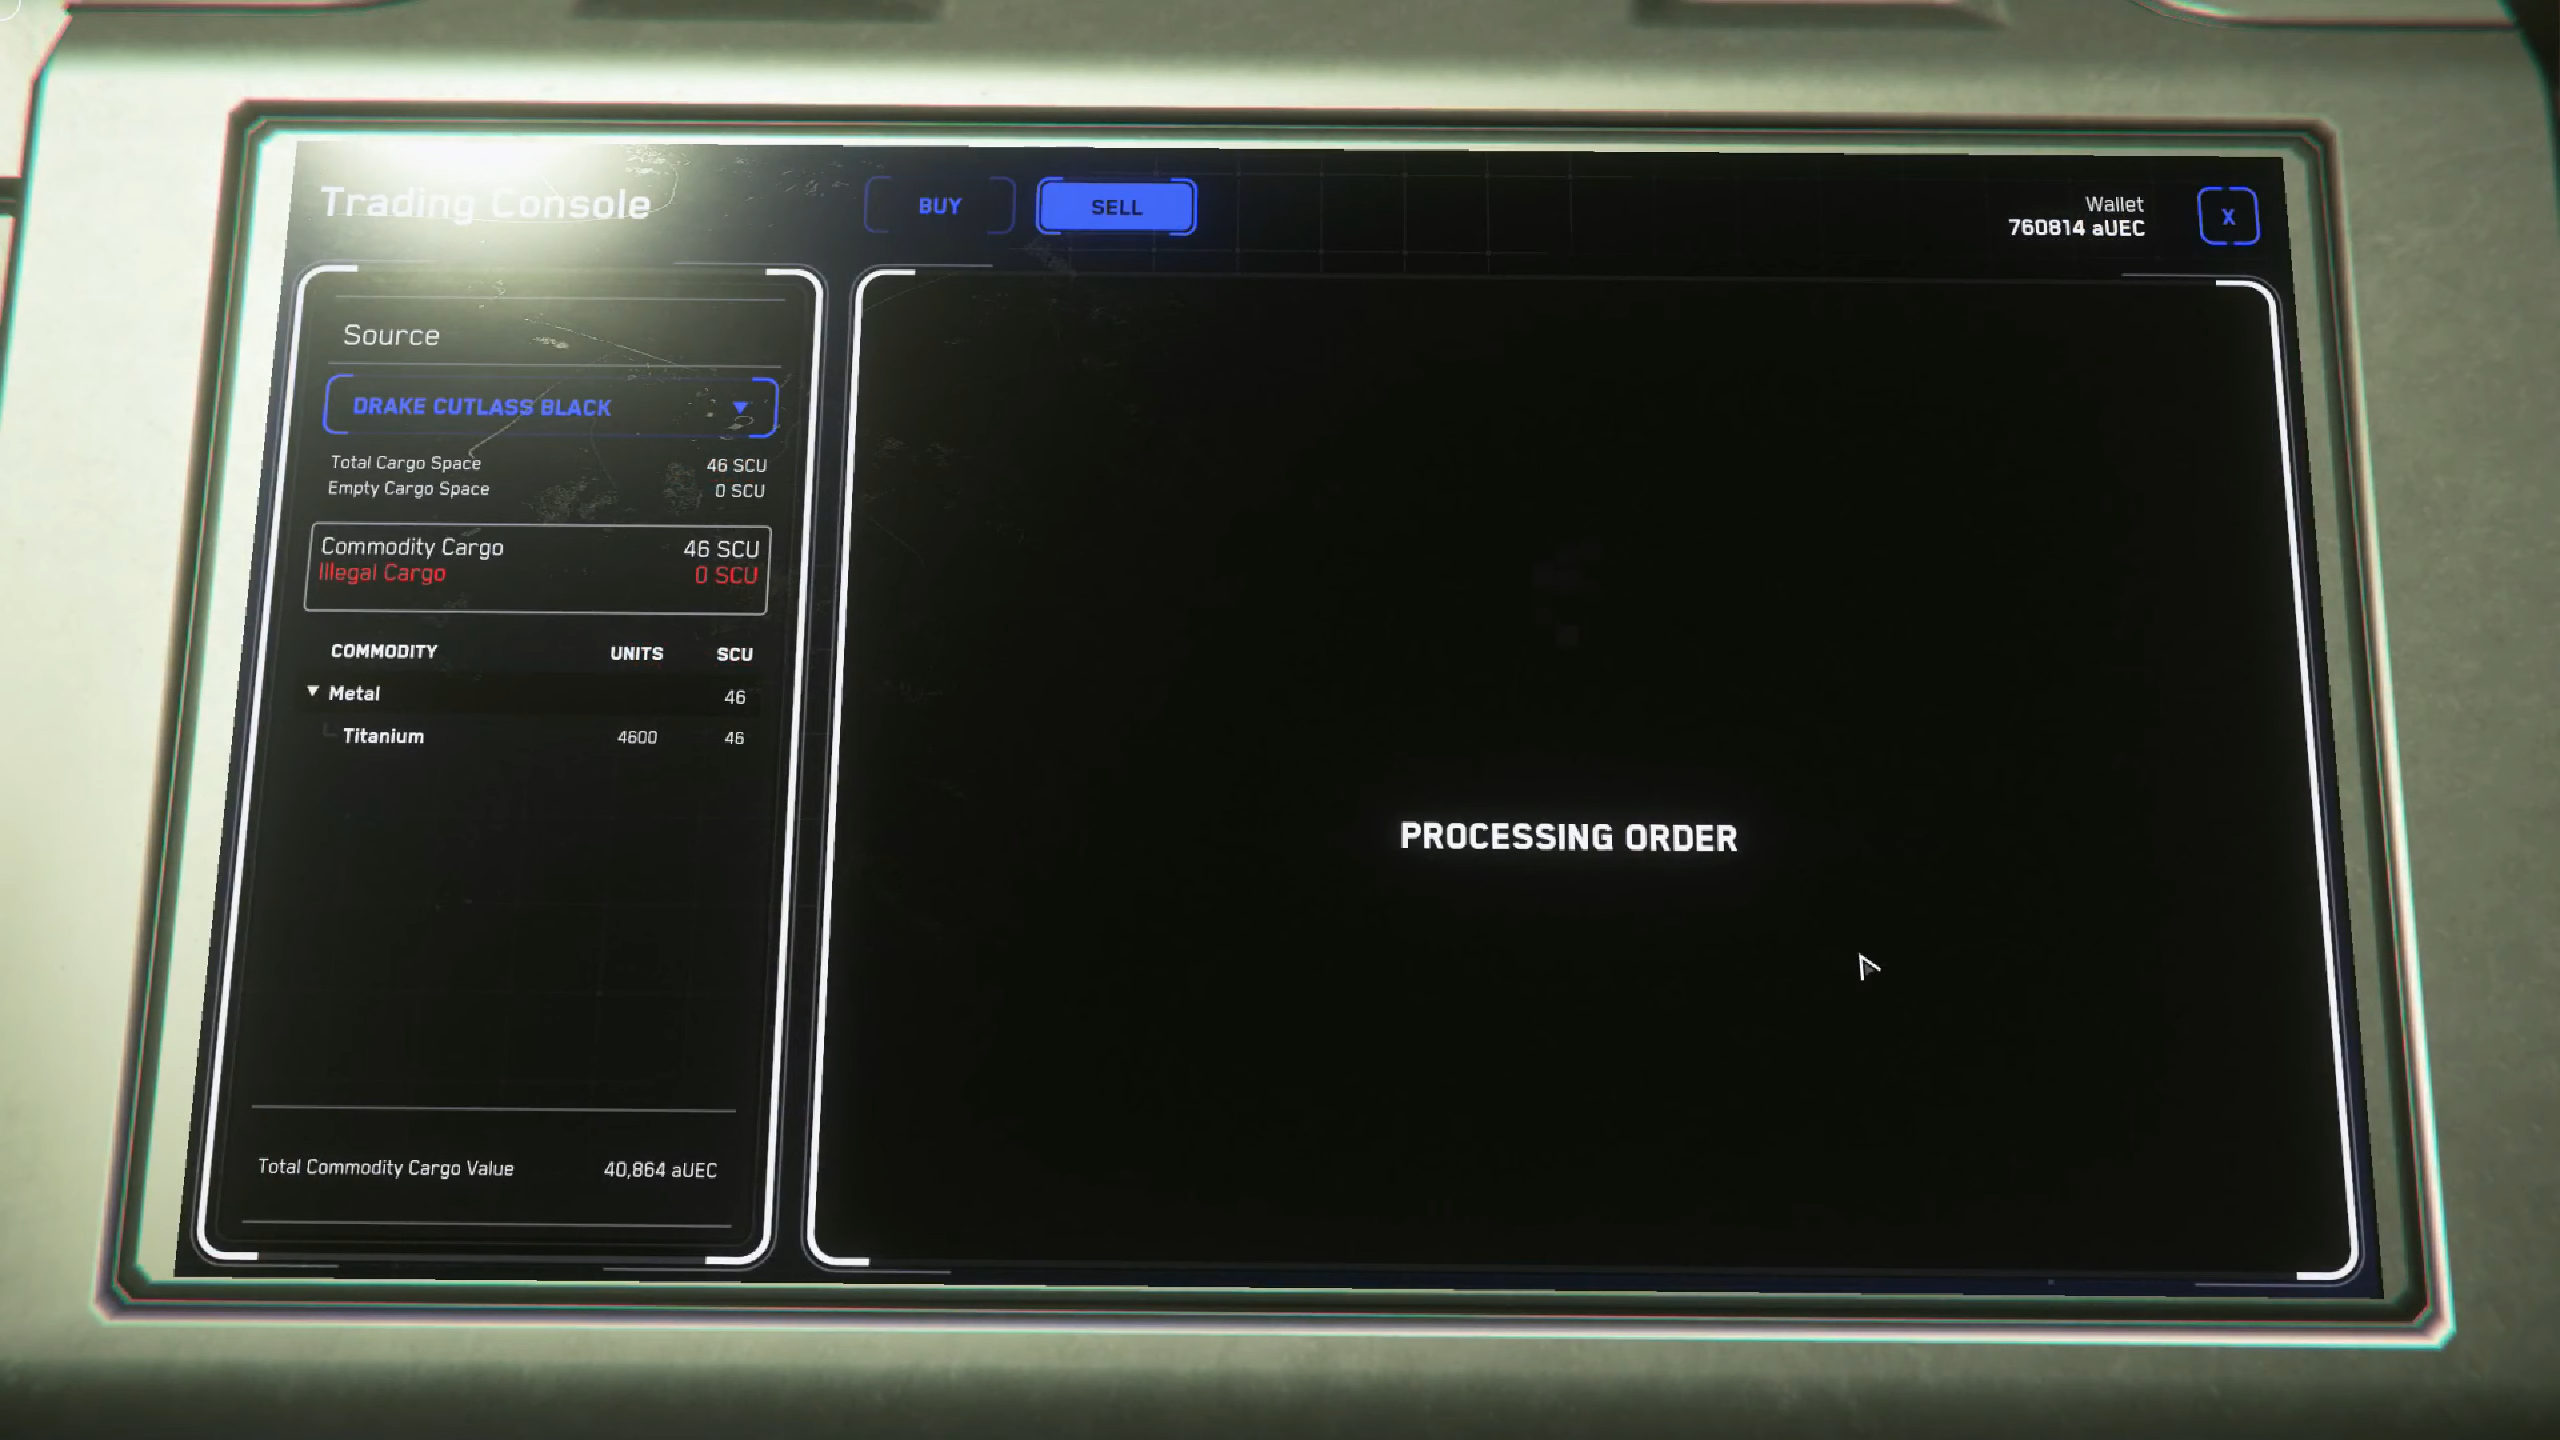 Trading Console
BUY
SELL
Wallet
760814 aUEC
X
Source
DRAKE CUTLASS BLACK
Total Cargo Space 46 SCU
Empty Cargo Space 0 SCU
Commodity Cargo 46 SCU
Illegal Cargo 0 SCU
COMMODITY UNITS SCU
Metal 46
Titanium 4600 46
Total Commodity Cargo Value 40,864 aUEC
PROCESSING ORDER